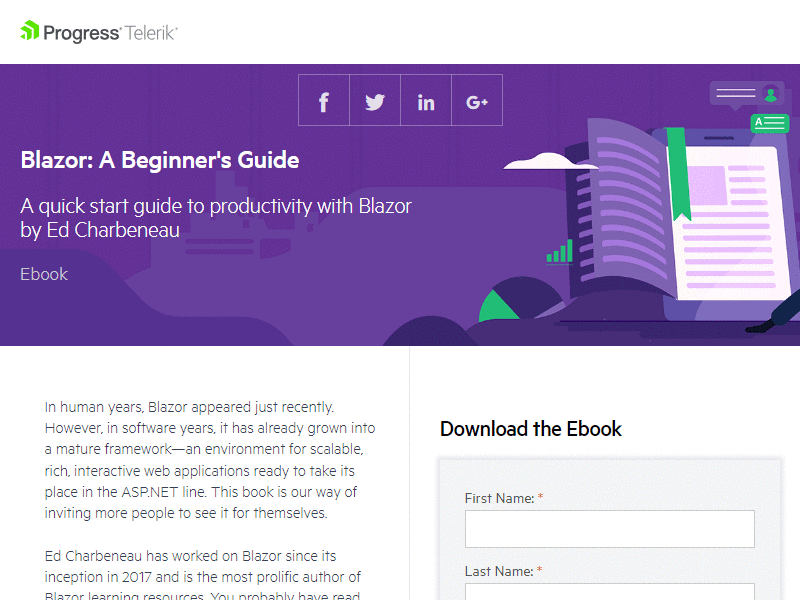 Progress Telerik
f in G+
A
Blazor: A Beginner's Guide
A quick start guide to productivity with Blazor
by Ed Charbeneau
Ebook
In human years, Blazor appeared just recently.
However, in software years, it has already grown into
a mature framework—an environment for scalable,
rich, interactive web applications ready to take its
place in the ASP.NET line. This book is our way of
inviting more people to see it for themselves.
Ed Charbeneau has worked on Blazor since its
inception in 2017 and is the most prolific author of
Blazor learning resources. You probably have read
Download the Ebook
First Name: *
Last Name: *